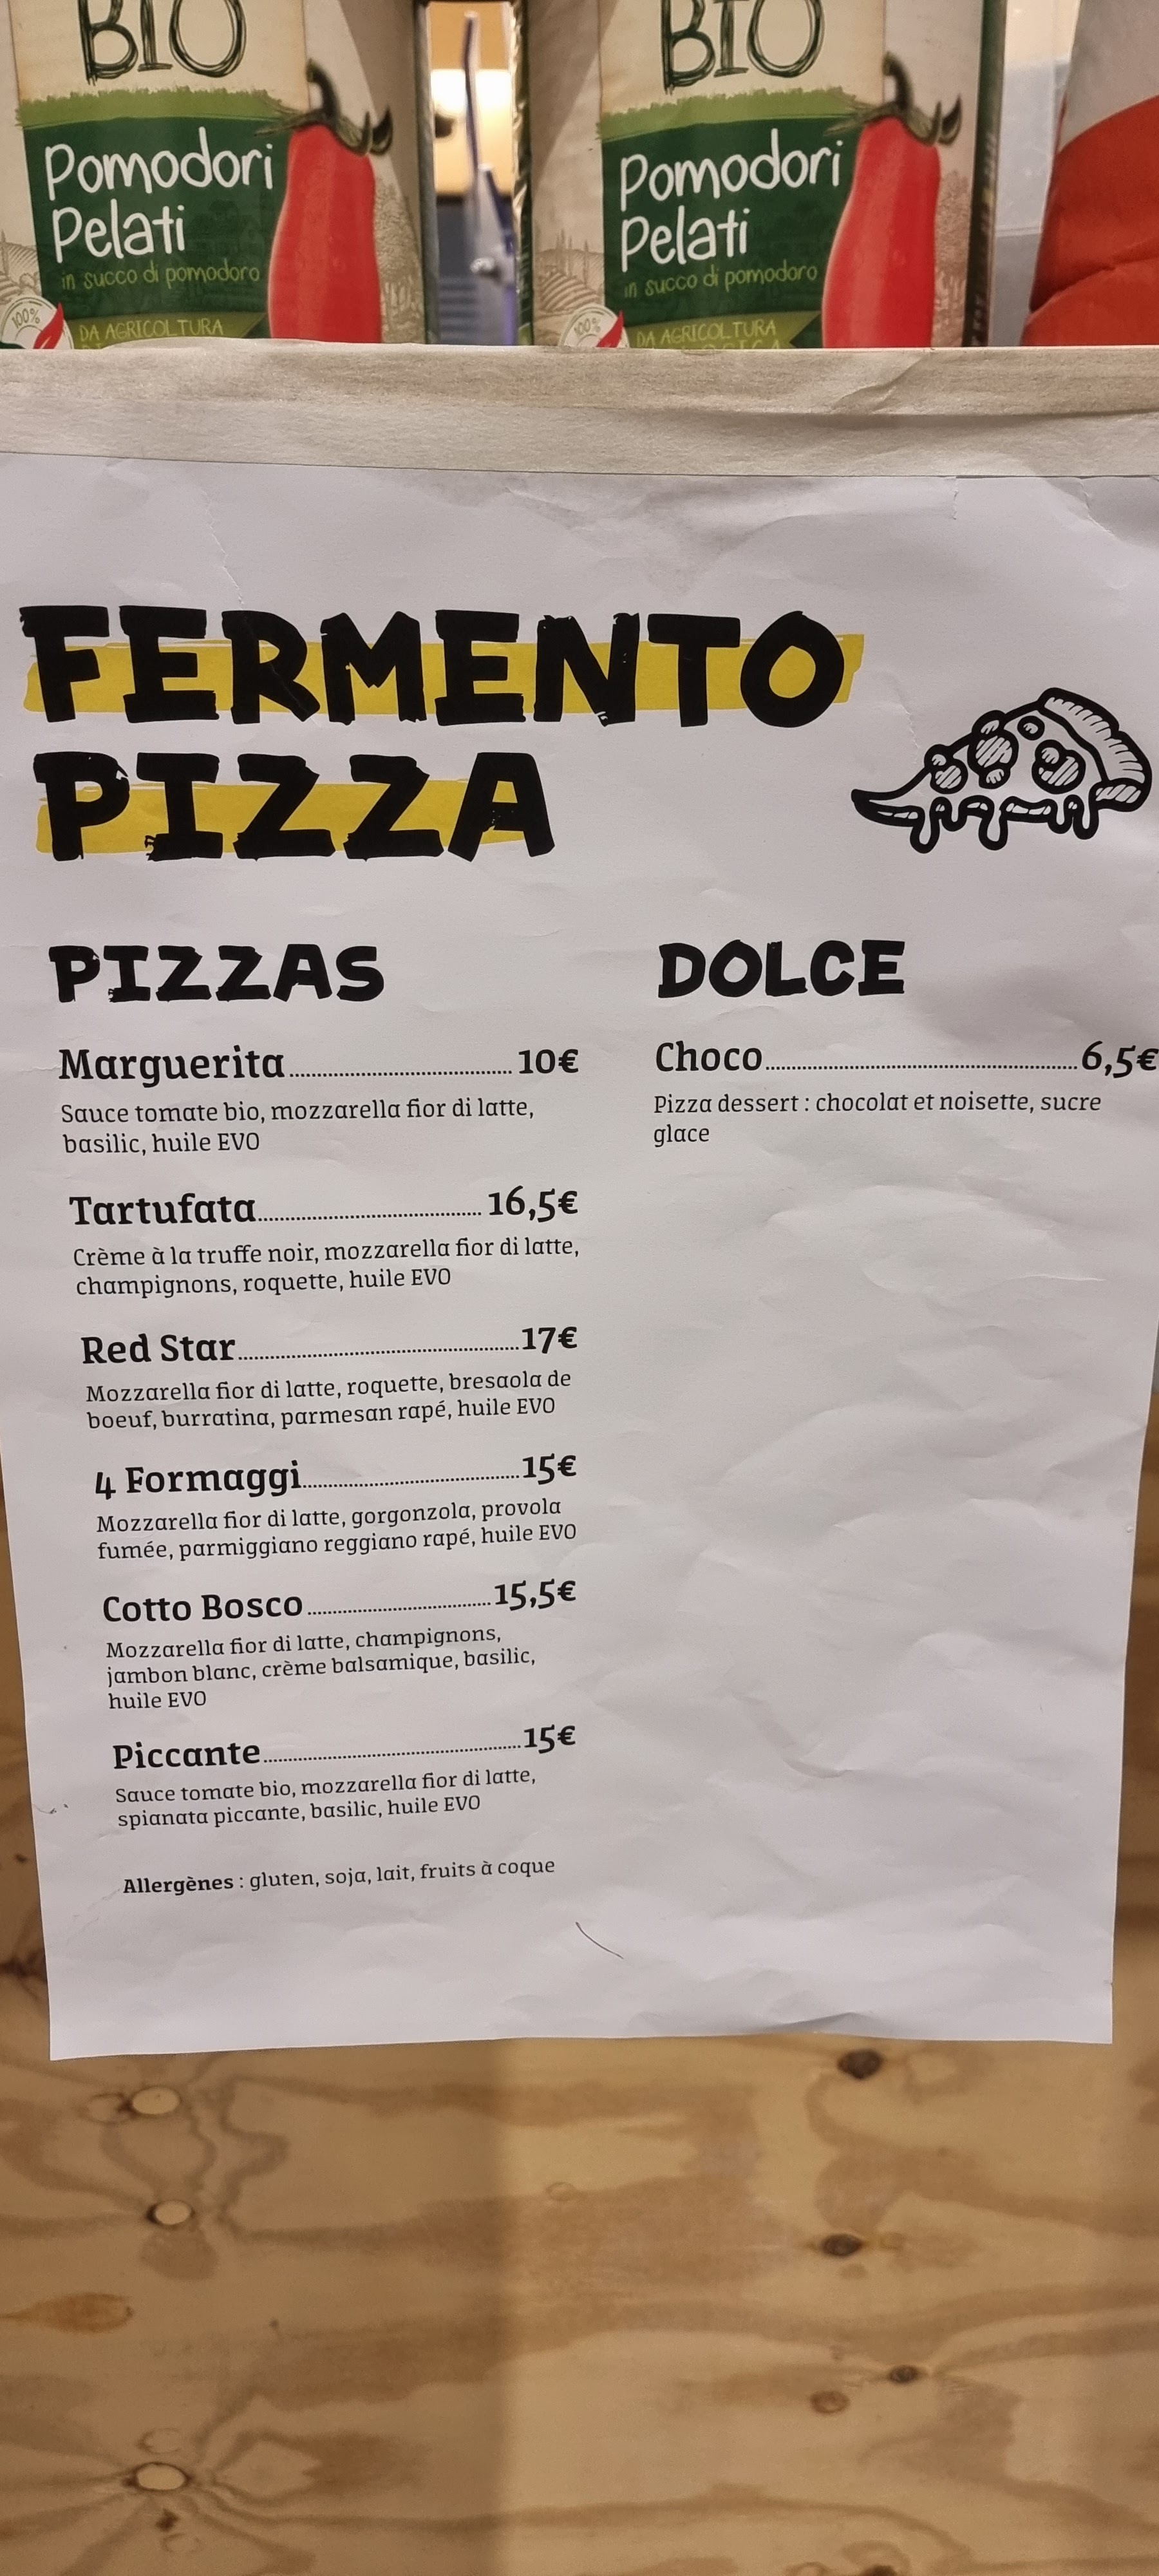 BIO
Pomodori
Pelati
in succo di pomodoro
100%
DA AGRICOLTURA
BIO
Pomodori
Pelati
in succo di pomodoro
100%
DA AGRICOLTURA
FERMENTO
PIZZA
PIZZAS
Marguerita 10€
Sauce tomate bio, mozzarella fior di latte,
basilic, huile EVO
Tartufata 16,5€
Crème à la truffe noir, mozzarella fior di latte,
champignons, roquette, huile EVO
Red Star 17€
Mozzarella fior di latte, roquette, bresaola de
boeuf, burratina, parmesan rapé, huile EVO
4 Formaggi 15€
Mozzarella fior di latte, gorgonzola, provola
fumée, parmiggiano reggiano rapé, huile EVO
Cotto Bosco 15,5€
Mozzarella fior di latte, champignons,
jambon blanc, crème balsamique, basilic,
huile EVO
Piccante 15€
Sauce tomate bio, mozzarella fior di latte,
spianata piccante, basilic, huile EVO
Allergènes : gluten, soja, lait, fruits à coque
DOLCE
Choco 6,5€
Pizza dessert : chocolat et noisette, sucre
glace